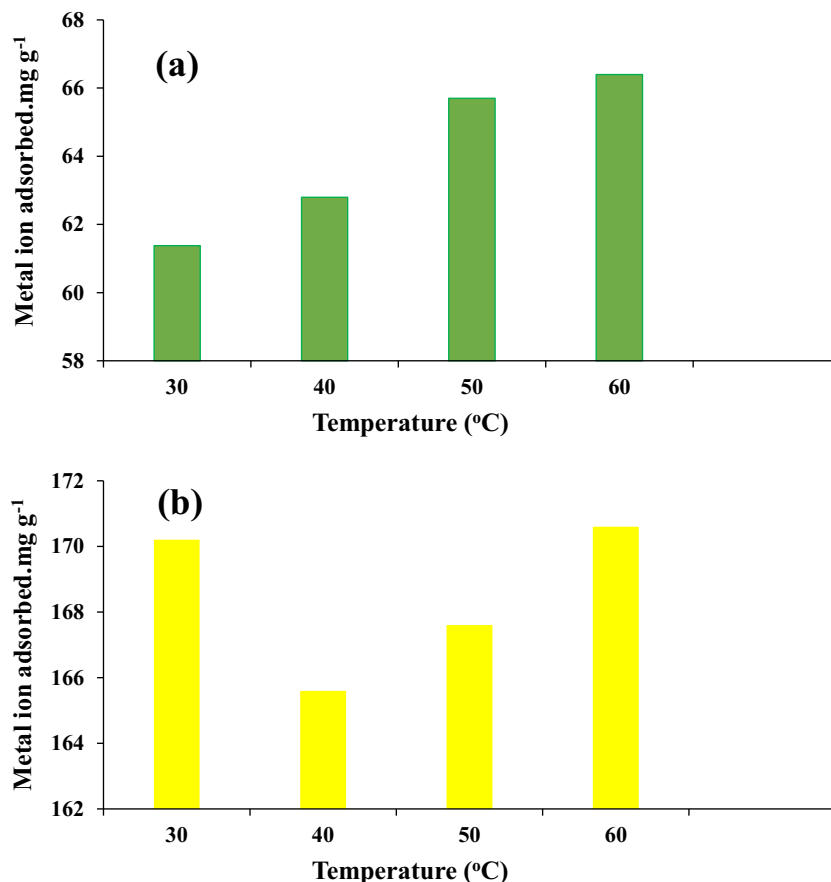 (a)
Metal ion adsorbed.mg g⁻¹
68
66
64
62
60
58
30 40 50 60
Temperature (ᵒC)
(b)
Metal ion adsorbed.mg g⁻¹
172
170
168
166
164
162
30 40 50 60
Temperature (ᵒC)